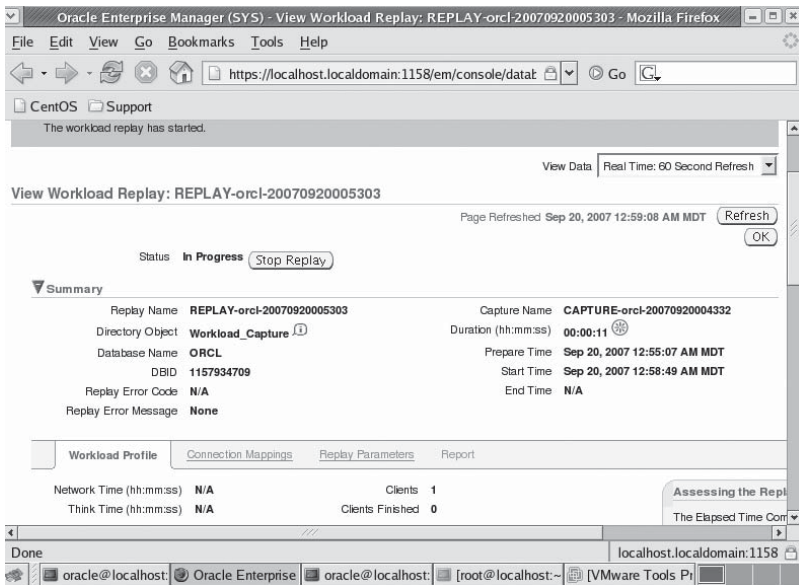 Oracle Enterprise Manager (SYS) - View Workload Replay: REPLAY-orcl-20070920005303 - Mozilla Firefox
File Edit View Go Bookmarks Tools Help
https://localhost.localdomain:1158/em/console/datab Go G
CentOS Support
The workload replay has started.
View Data Real Time: 60 Second Refresh
View Workload Replay: REPLAY-orcl-20070920005303
Page Refreshed Sep 20, 2007 12:59:08 AM MDT Refresh
OK
Status In Progress Stop Replay
Summary
Replay Name REPLAY-orcl-20070920005303 Capture Name CAPTURE-orcl-20070920004332
Directory Object Workload_Capture Duration (hh:mm:ss) 00:00:11
Database Name ORCL Prepare Time Sep 20, 2007 12:55:07 AM MDT
DBID 1157934709 Start Time Sep 20, 2007 12:58:49 AM MDT
Replay Error Code N/A End Time N/A
Replay Error Message None
Workload Profile Connection Mappings Replay Parameters Report
Network Time (hh:mm:ss) N/A Clients 1 Assessing the Repl
Think Time (hh:mm:ss) N/A Clients Finished 0 The Elapsed Time Com
Done localhost.localdomain:1158
oracle@localhost: Oracle Enterprise oracle@localhost: [root@localhost:~ [VMware Tools Pr